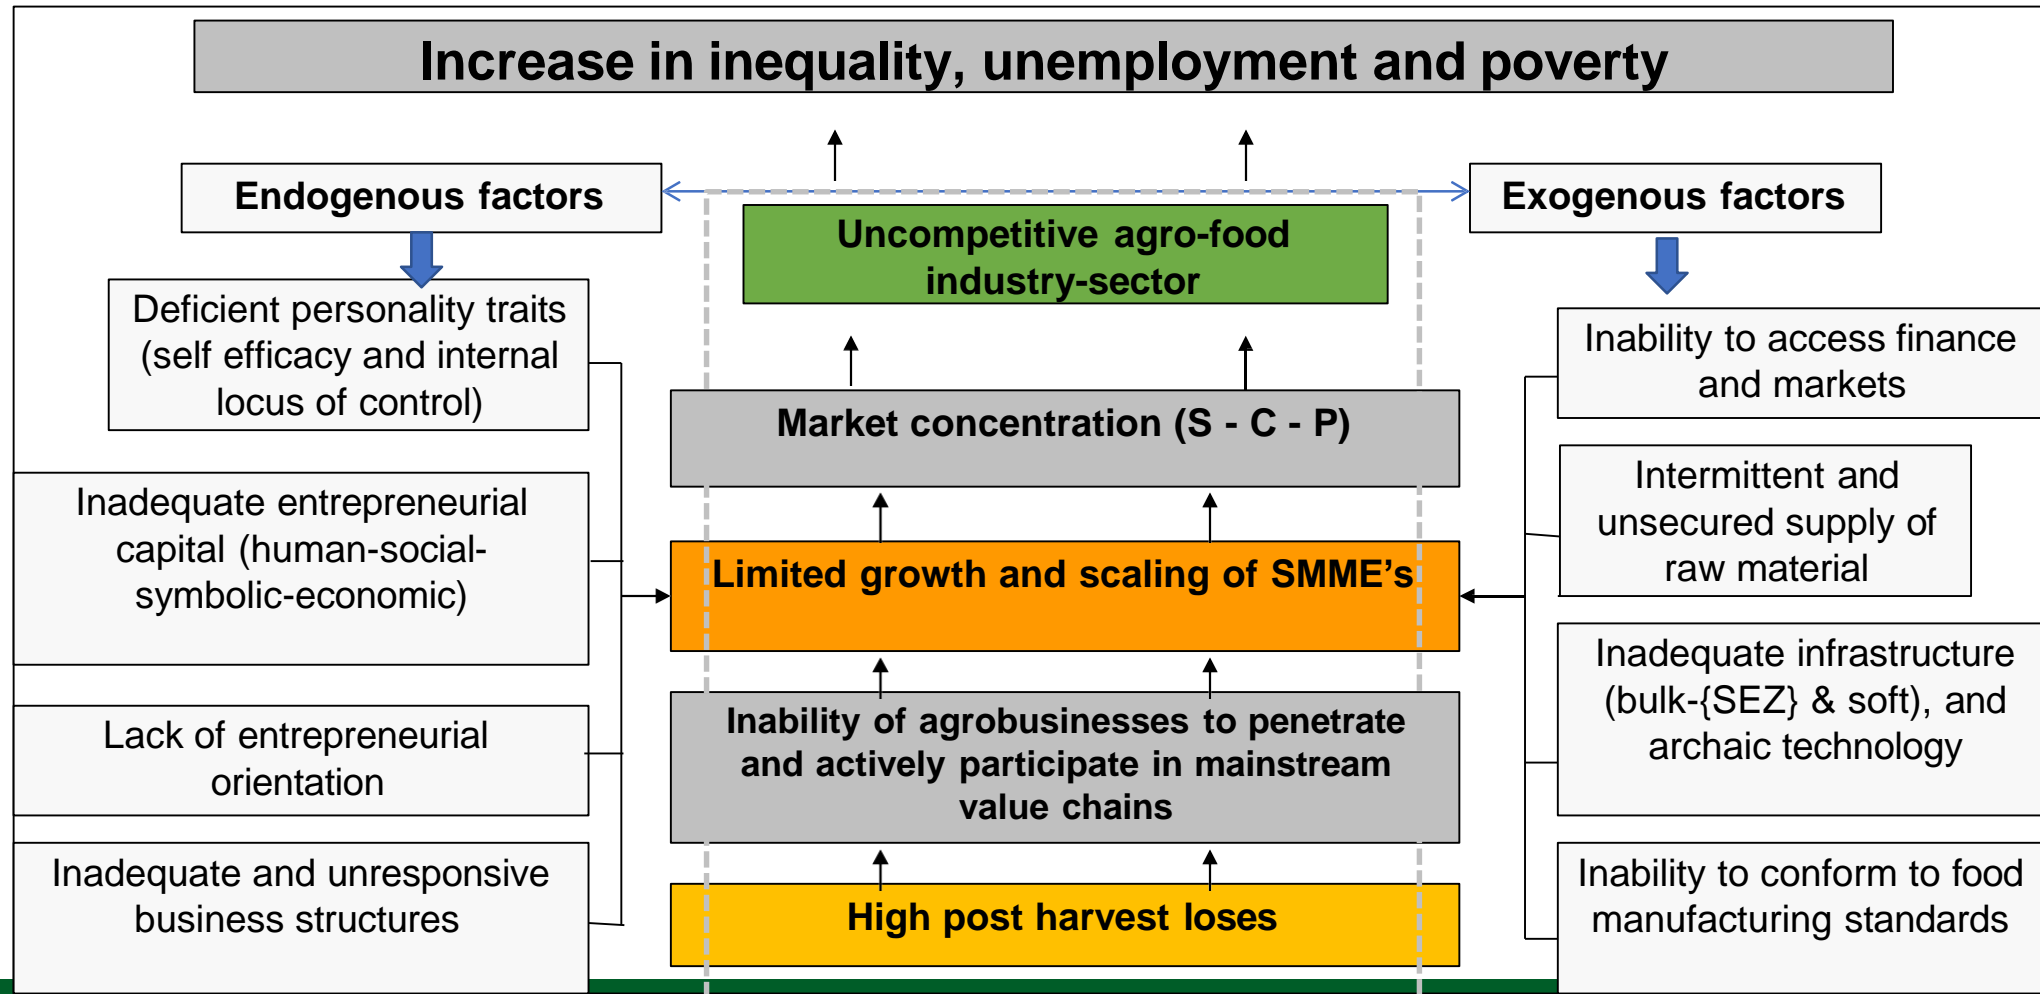 Increase in inequality, unemployment and poverty
Endogenous factors
Exogenous factors
Uncompetitive agro-food
industry-sector
Deficient personality traits
(self efficacy and internal
locus of control)
Inadequate entrepreneurial
capital (human-social-
symbolic-economic)
Lack of entrepreneurial
orientation
Inadequate and unresponsive
business structures
Market concentration (S - C - P)
Limited growth and scaling of SMME’s
Inability of agrobusinesses to penetrate
and actively participate in mainstream
value chains
High post harvest loses
Inability to access finance
and markets
Intermittent and
unsecured supply of
raw material
Inadequate infrastructure
(bulk-{SEZ} & soft), and
archaic technology
Inability to conform to food
manufacturing standards